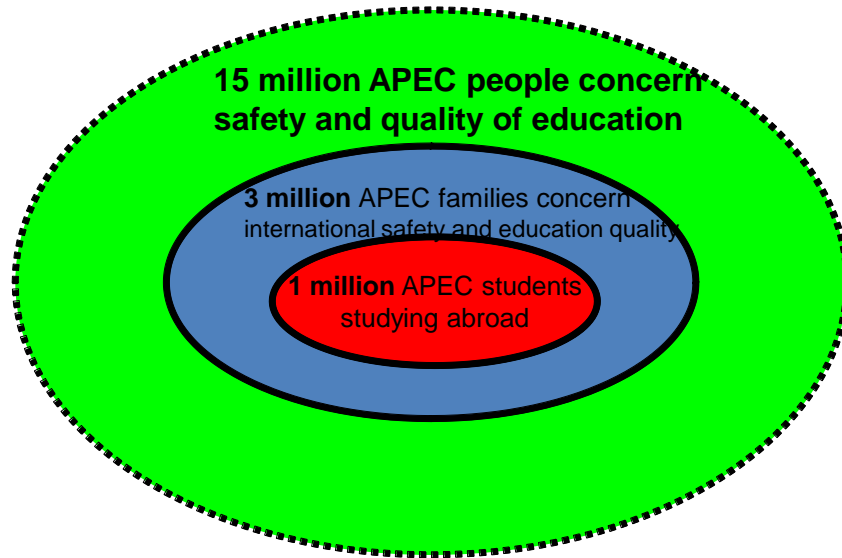 15 million APEC people concern
safety and quality of education
3 million APEC families concern
international safety and education quality
1 million APEC students
studying abroad